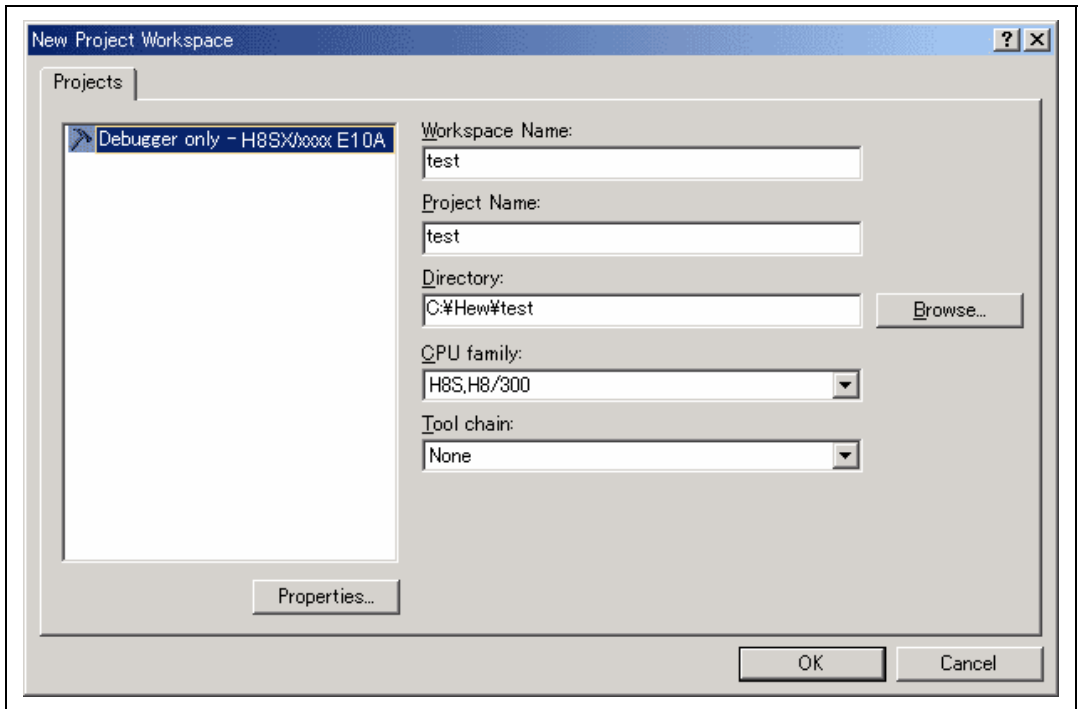 New Project Workspace
Projects
Debugger only - H8SX/xxxx E10A
Workspace Name:
test
Project Name:
test
Directory:
C:¥Hew¥test
Browse...
CPU family:
H8S,H8/300
Tool chain:
None
Properties...
OK
Cancel